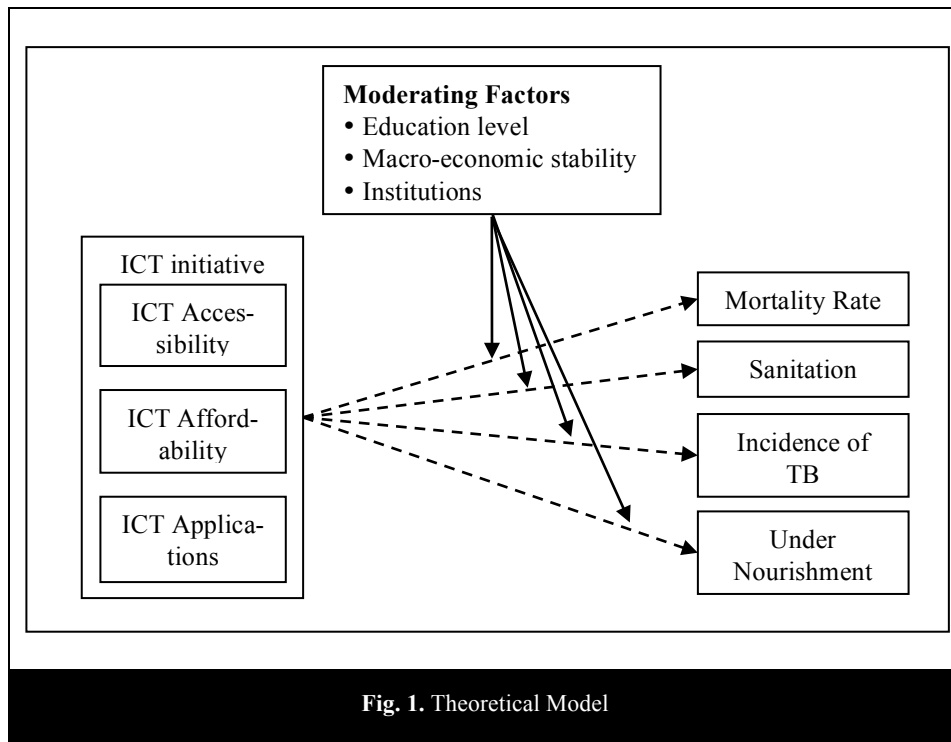 Moderating Factors
• Education level
• Macro-economic stability
• Institutions
ICT initiative
ICT Acces-
sibility
ICT Afford-
ability
ICT Applica-
tions
Mortality Rate
Sanitation
Incidence of
TB
Under
Nourishment
Fig. 1. Theoretical Model